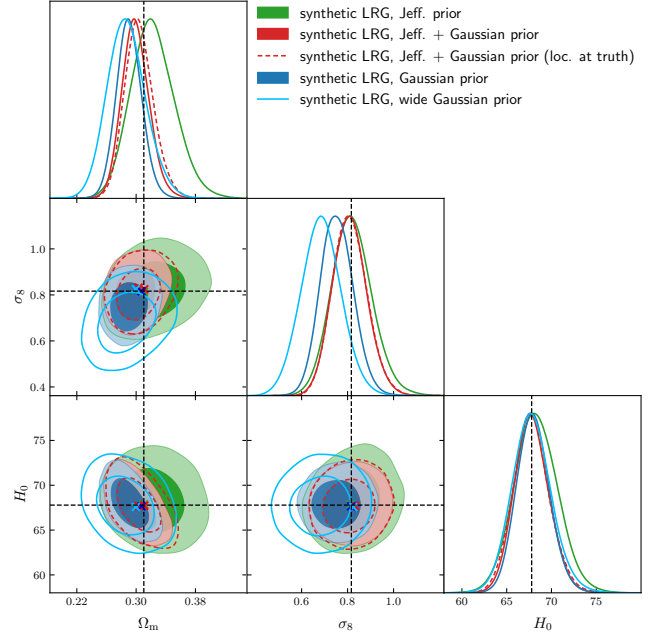 synthetic LRG, Jeff. prior
synthetic LRG, Jeff. + Gaussian prior
synthetic LRG, Jeff. + Gaussian prior (loc. at truth)
synthetic LRG, Gaussian prior
synthetic LRG, wide Gaussian prior
1.0
0.8
0.6
0.4
σ₈
75
70
65
60
H₀
0.22 0.30 0.38
0.6 0.8 1.0
60 65 70 75
Ωₘ
σ₈
H₀